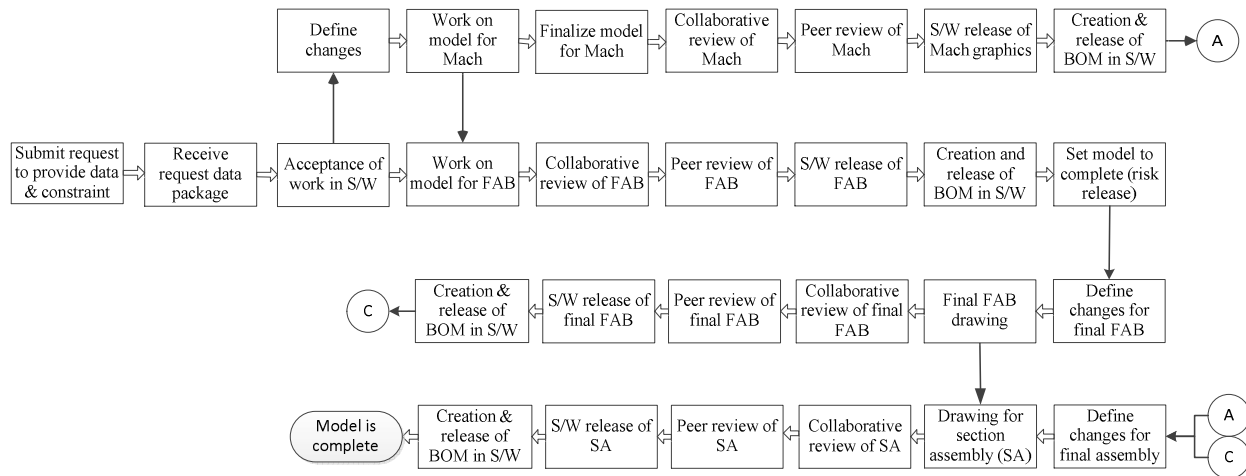 Define
changes
Work on
model for
Mach
Finalize model
for Mach
Collaborative
review of
Mach
Peer review of
Mach
S/W release of
Mach graphics
Creation &
release of
BOM in S/W
A
Submit request
to provide data
& constraint
Receive
request data
package
Acceptance of
work in S/W
Work on
model for FAB
Collaborative
review of FAB
Peer review of
FAB
S/W release of
FAB
Creation and
release of
BOM in S/W
Set model to
complete (risk
release)
C
Creation &
release of
BOM in S/W
S/W release of
final FAB
Peer review of
final FAB
Collaborative
review of final
FAB
Final FAB
drawing
Define
changes for
final FAB
Model is
complete
Creation &
release of
BOM in S/W
S/W release of
SA
Peer review of
SA
Collaborative
review of SA
Drawing for
section
assembly (SA)
Define
changes for
final assembly
A
C